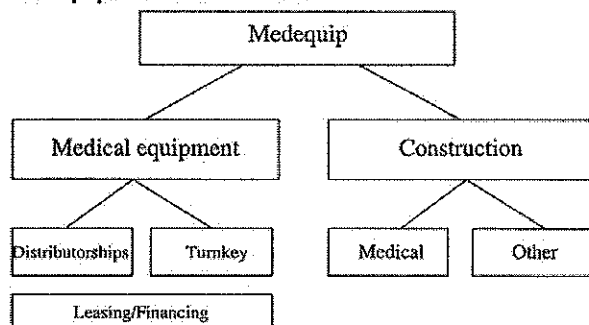 Medequip
Medical equipment
Construction
Distributorships
Turnkey
Medical
Other
Leasing/Financing